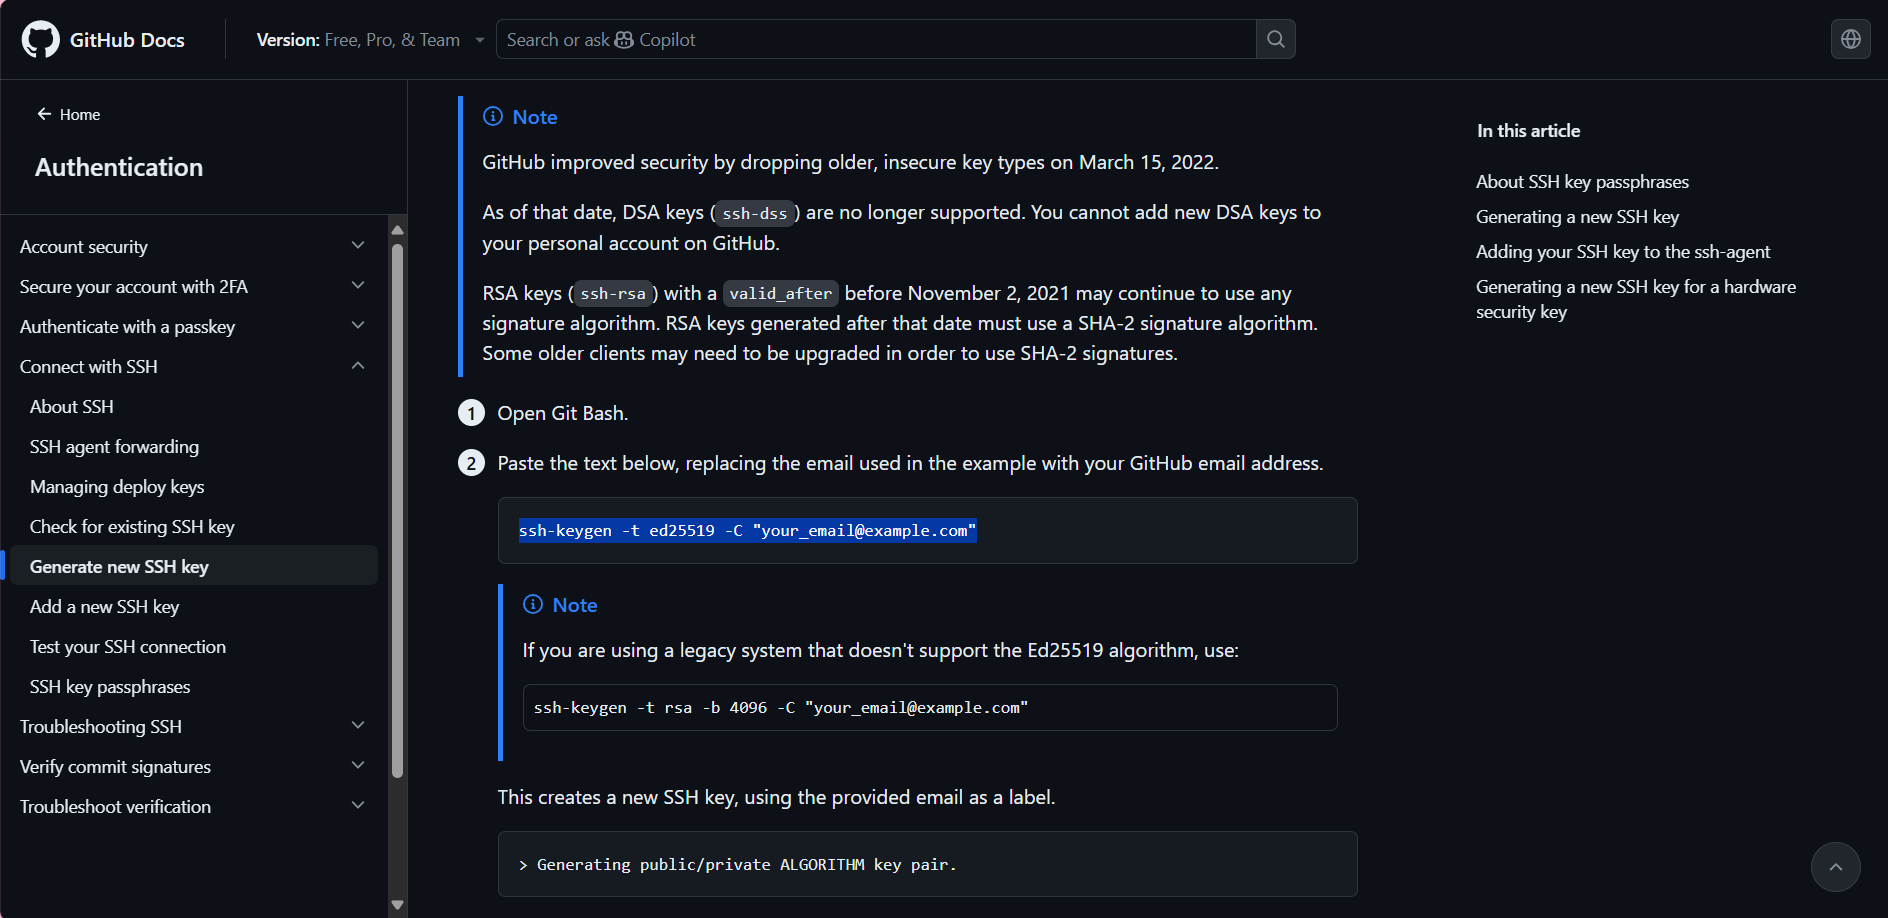 GitHub Docs
Version: Free, Pro, & Team
Search or ask Copilot
Home
Authentication
Account security
Secure your account with 2FA
Authenticate with a passkey
Connect with SSH
About SSH
SSH agent forwarding
Managing deploy keys
Check for existing SSH key
Generate new SSH key
Add a new SSH key
Test your SSH connection
SSH key passphrases
Troubleshooting SSH
Verify commit signatures
Troubleshoot verification
Note
GitHub improved security by dropping older, insecure key types on March 15, 2022.
As of that date, DSA keys (ssh-dss) are no longer supported. You cannot add new DSA keys to
your personal account on GitHub.
RSA keys (ssh-rsa) with a valid_after before November 2, 2021 may continue to use any
signature algorithm. RSA keys generated after that date must use a SHA-2 signature algorithm.
Some older clients may need to be upgraded in order to use SHA-2 signatures.
1 Open Git Bash.
2 Paste the text below, replacing the email used in the example with your GitHub email address.
ssh-keygen -t ed25519 -C "your_email@example.com"
Note
If you are using a legacy system that doesn't support the Ed25519 algorithm, use:
ssh-keygen -t rsa -b 4096 -C "your_email@example.com"
This creates a new SSH key, using the provided email as a label.
> Generating public/private ALGORITHM key pair.
In this article
About SSH key passphrases
Generating a new SSH key
Adding your SSH key to the ssh-agent
Generating a new SSH key for a hardware
security key